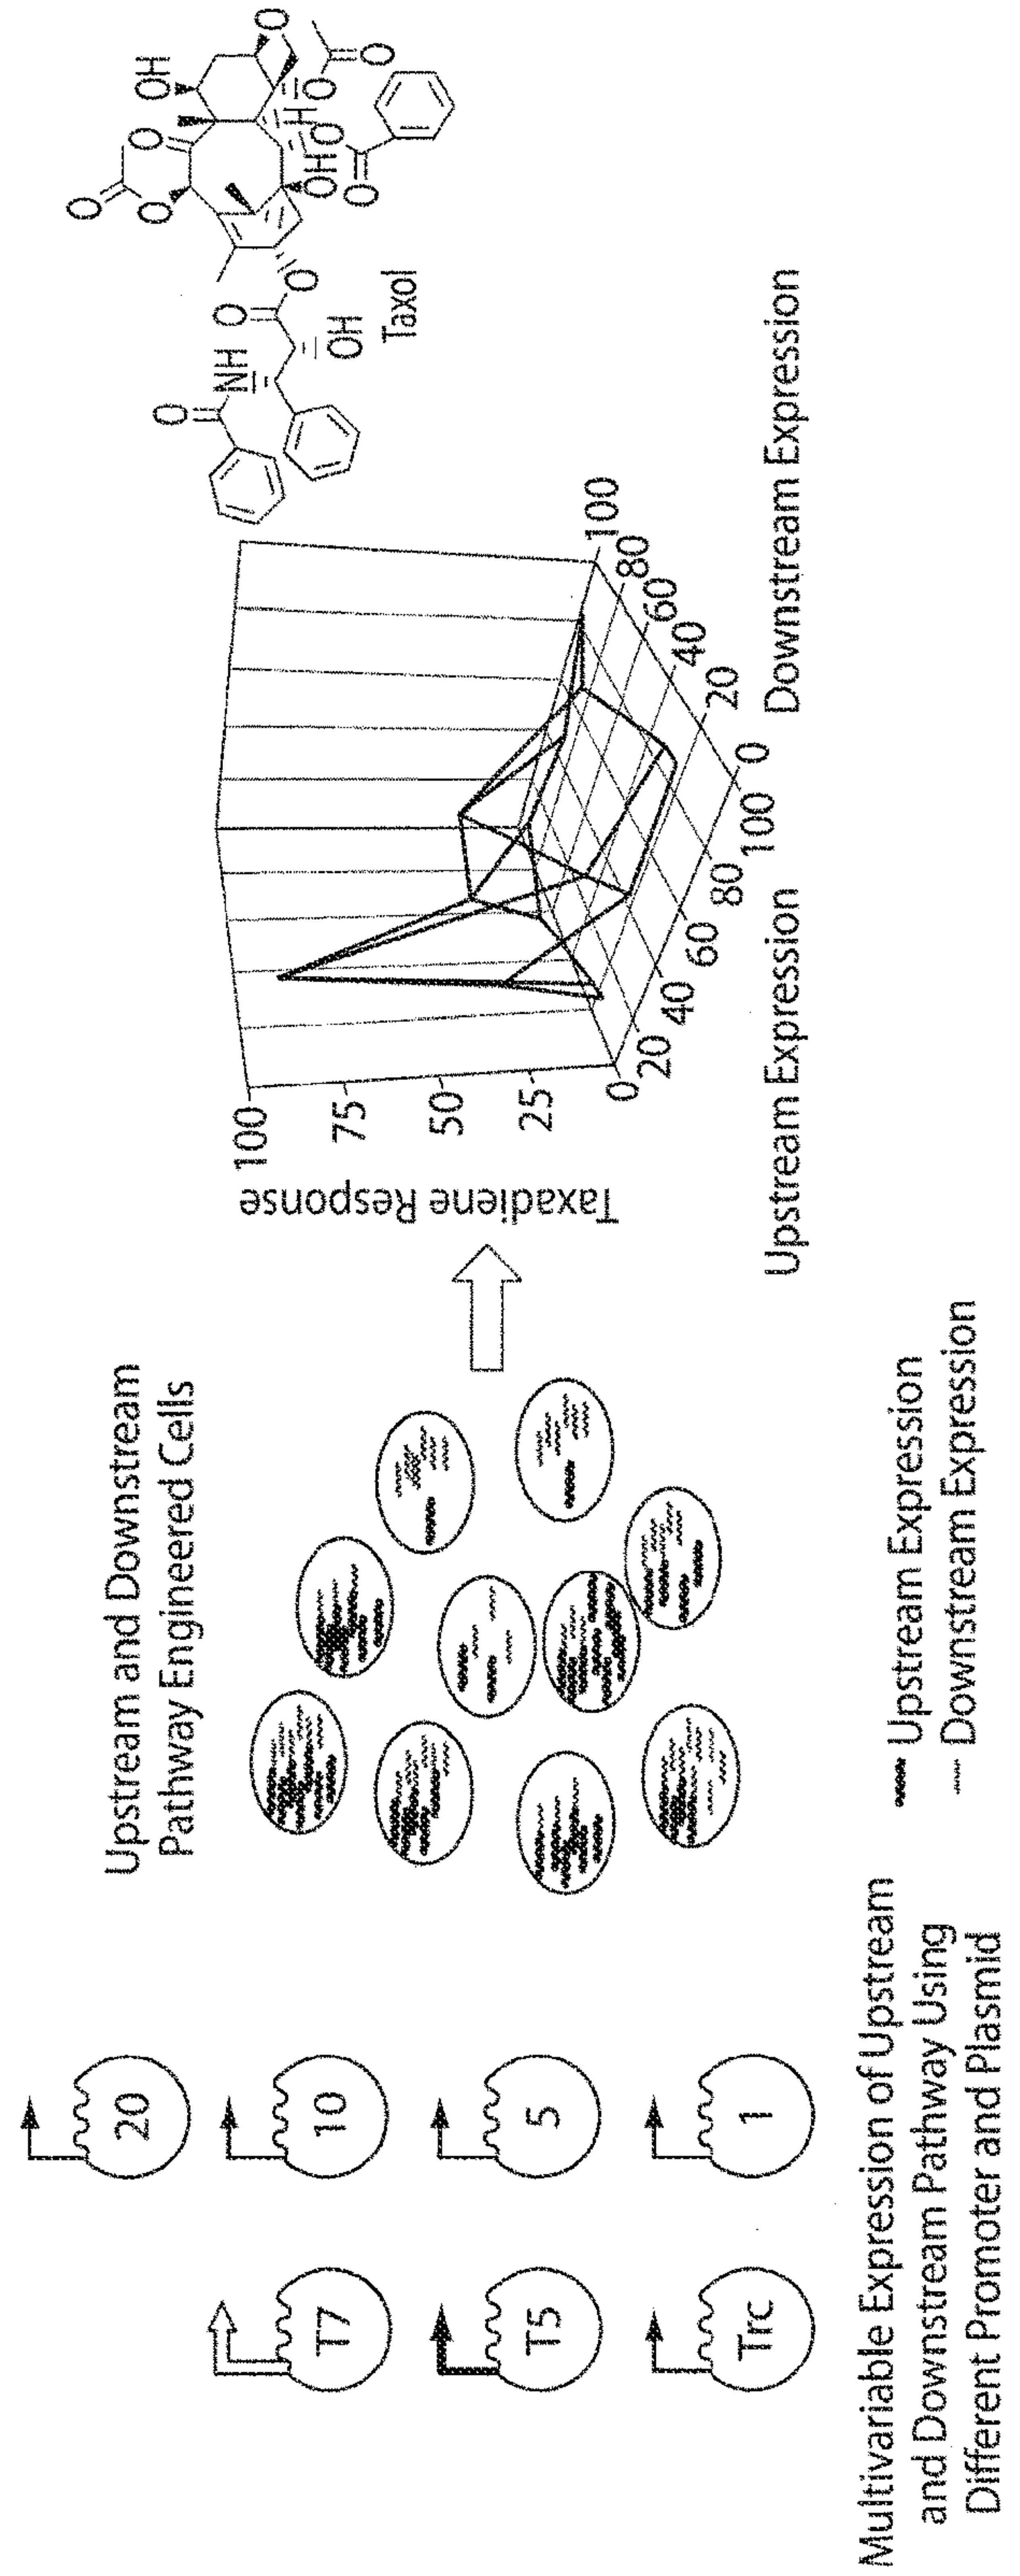 20
T7
10
T5
5
Trc
1
Multivariable Expression of Upstream
and Downstream Pathway Using
Different Promoter and Plasmid
Upstream and Downstream
Pathway Engineered Cells
Upstream Expression
Downstream Expression
Taxadiene Response
100
75
50
25
0
20
40
60
80
100
Upstream Expression
0
20
40
60
80
100
Downstream Expression
O
NH
O
O
OH
O
O
O
OH
O
H
O
O
OH
O
O
Taxol